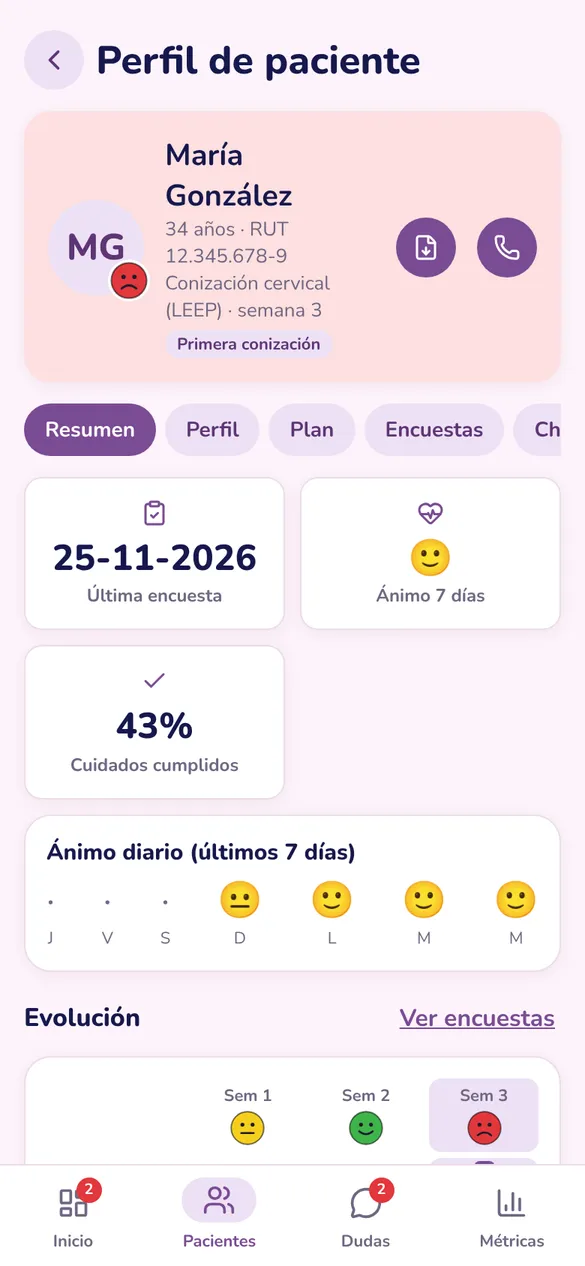 Perfil de paciente
María
González
34 años · RUT
12.345.678-9
Conización cervical
(LEEP) · semana 3
Primera conización
MG
Resumen
Perfil
Plan
Encuestas
Ch
25-11-2026
Última encuesta
Ánimo 7 días
43%
Cuidados cumplidos
Ánimo diario (últimos 7 días)
J V S D L M M
Evolución
Ver encuestas
Sem 1
Sem 2
Sem 3
2
2
Inicio
Pacientes
Dudas
Métricas